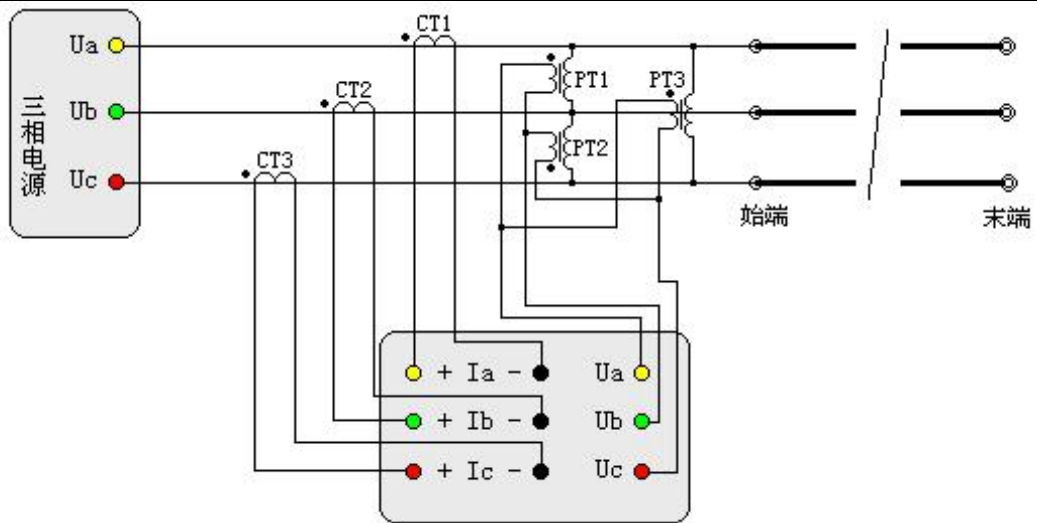 三相电源
Ua
Ub
Uc
CT1
CT2
CT3
PT1
PT2
PT3
始端
末端
+ Ia -
+ Ib -
+ Ic -
Ua
Ub
Uc